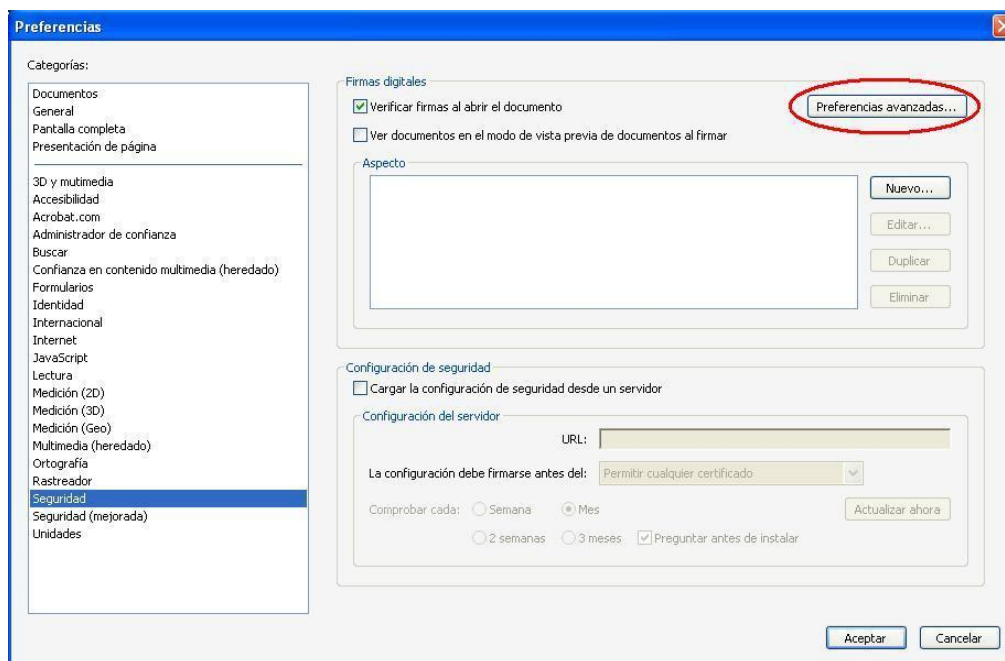 Preferencias
Categorías:
Documentos
General
Pantalla completa
Presentación de página
3D y mutimedia
Accesibilidad
Acrobat.com
Administrador de confianza
Buscar
Confianza en contenido multimedia (heredado)
Formularios
Identidad
Internacional
Internet
JavaScript
Lectura
Medición (2D)
Medición (3D)
Medición (Geo)
Multimedia (heredado)
Ortografía
Rastreador
Seguridad
Seguridad (mejorada)
Unidades
Firmas digitales
Verificar firmas al abrir el documento
Preferencias avanzadas...
Ver documentos en el modo de vista previa de documentos al firmar
Aspecto
Nuevo...
Editar...
Duplicar
Eliminar
Configuración de seguridad
Cargar la configuración de seguridad desde un servidor
Configuración del servidor
URL:
La configuración debe firmarse antes del: Permitir cualquier certificado
Comprobar cada: Semana Mes Actualizar ahora
2 semanas 3 meses Preguntar antes de instalar
Aceptar Cancelar